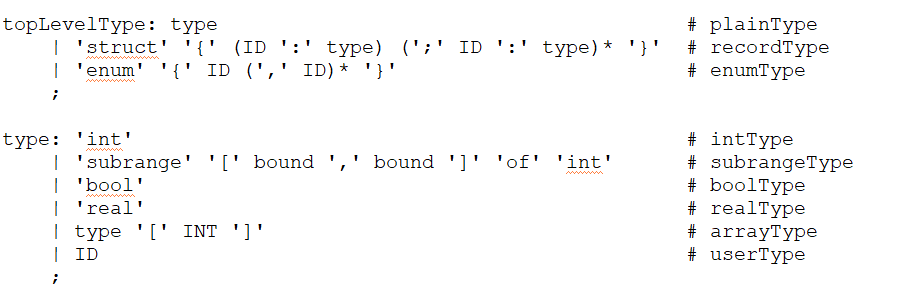 topLevelType: type # plainType
| 'struct' '{' (ID ':' type) (';' ID ':' type)* '}' # recordType
| 'enum' '{' ID (',' ID)* '}' # enumType
;
type: 'int' # intType
| 'subrange' '[' bound ',' bound ']' 'of' 'int' # subrangeType
| 'bool' # boolType
| 'real' # realType
| type '[' INT ']' # arrayType
| ID # userType
;